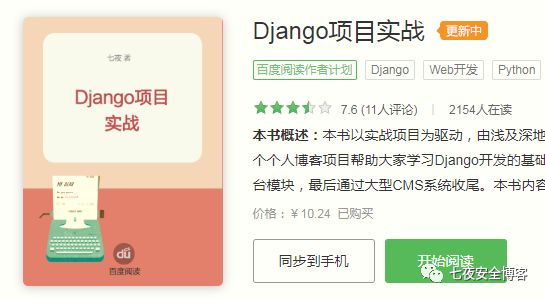 七夜 著
Django项目
实战
MY DIARY
百度阅读
Django项目实战 更新中
百度阅读作者计划 Django Web开发 Python
7.6 (11人评论) | 2154人在读
本书概述：本书以实战项目为驱动，由浅及深地
个个人博客项目帮助大家学习Django开发的基础
台模块，最后通过大型CMS系统收尾。本书内容
价格：￥10.24 已购买
同步到手机 开始阅读
七夜安全博客